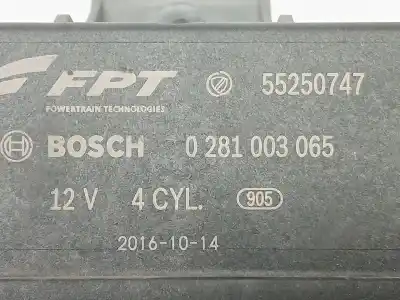 FPT 55250747
POWERTRAIN TECHNOLOGIES
BOSCH 0 281 003 065
12 V 4 CYL. 905
2016-10-14